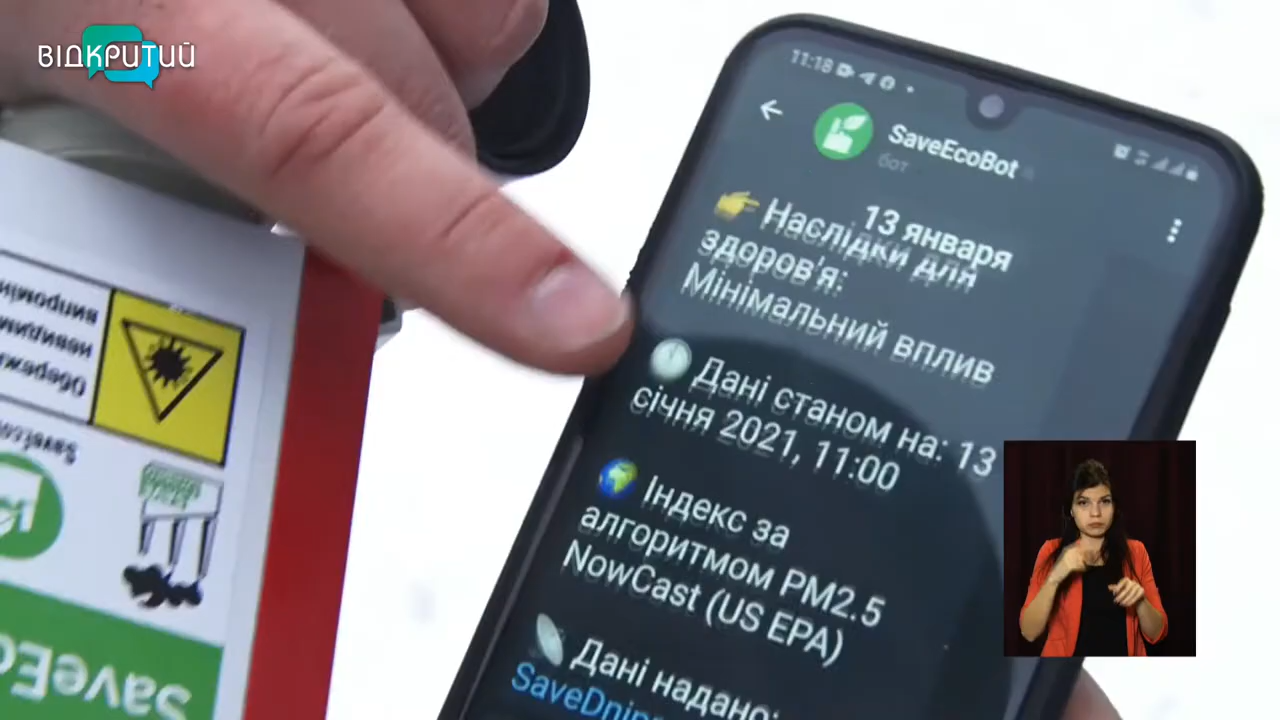 ВІДКРИТИЙ
11:18
SaveEcoBot
бот
13 января
👉 Наслідки для
здоров'я:
Мінімальний вплив
Дані станом на: 13
січня 2021, 11:00
Індекс за
алгоритмом PM2.5
NowCast (US EPA)
Дані надано: